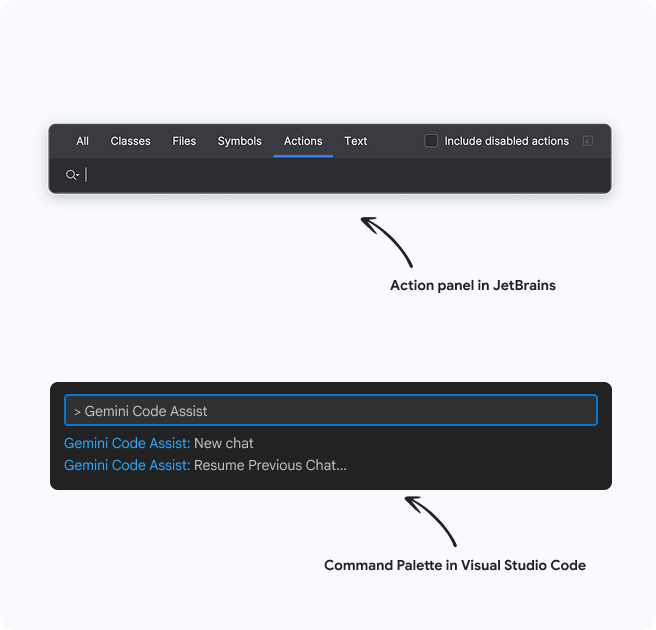 All Classes Files Symbols Actions Text Include disabled actions
Action panel in JetBrains
> Gemini Code Assist
Gemini Code Assist: New chat
Gemini Code Assist: Resume Previous Chat...
Command Palette in Visual Studio Code